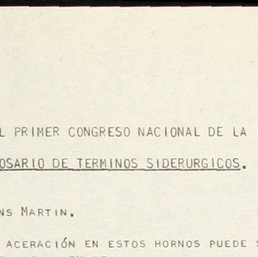 L PRIMER CONGRESO NACIONAL DE LA
OSARIO DE TERMINOS SIDERURGICOS.
NS MARTIN.
ACERACIÓN EN ESTOS HORNOS PUEDE S